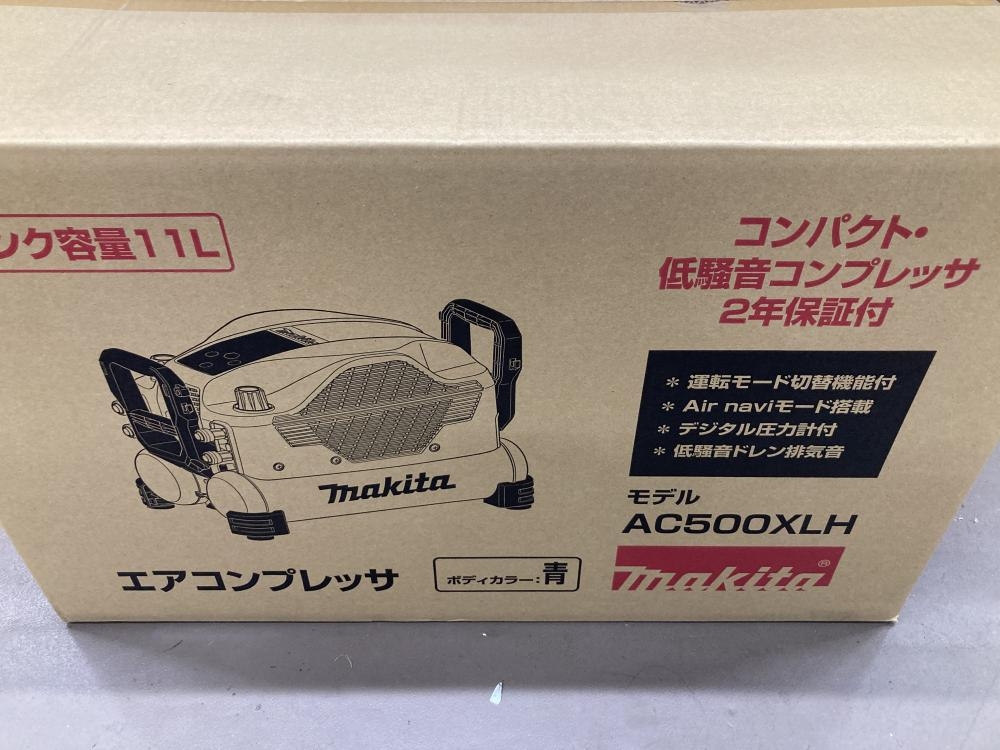 ンク容量11L
コンパクト・
低騒音コンプレッサ
2年保証付
* 運転モード切替機能付
* Air naviモード搭載
* デジタル圧力計付
* 低騒音ドレン排気音
makita
モデル
AC500XLH
エアコンプレッサ
ボディカラー:青
makita®